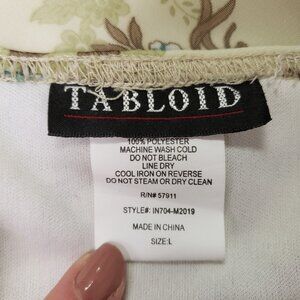 TABLOID
100% POLYESTER
MACHINE WASH COLD
DO NOT BLEACH
LINE DRY
COOL IRON ON REVERSE
DO NOT STEAM OR DRY CLEAN
R/N# 57911
STYLE#: IN704-M2019
MADE IN CHINA
SIZE: L